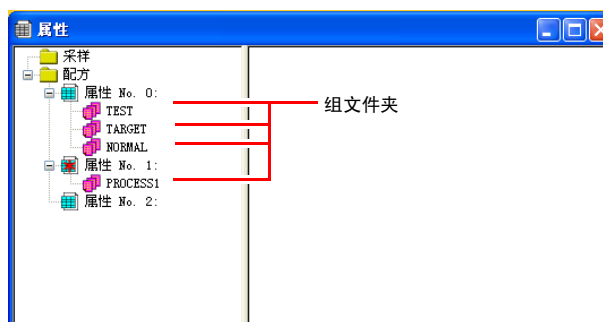 属性
采样
配方
属性 No. 0:
TEST
TARGET
NORMAL
属性 No. 1:
PROCESS1
属性 No. 2:
组文件夹